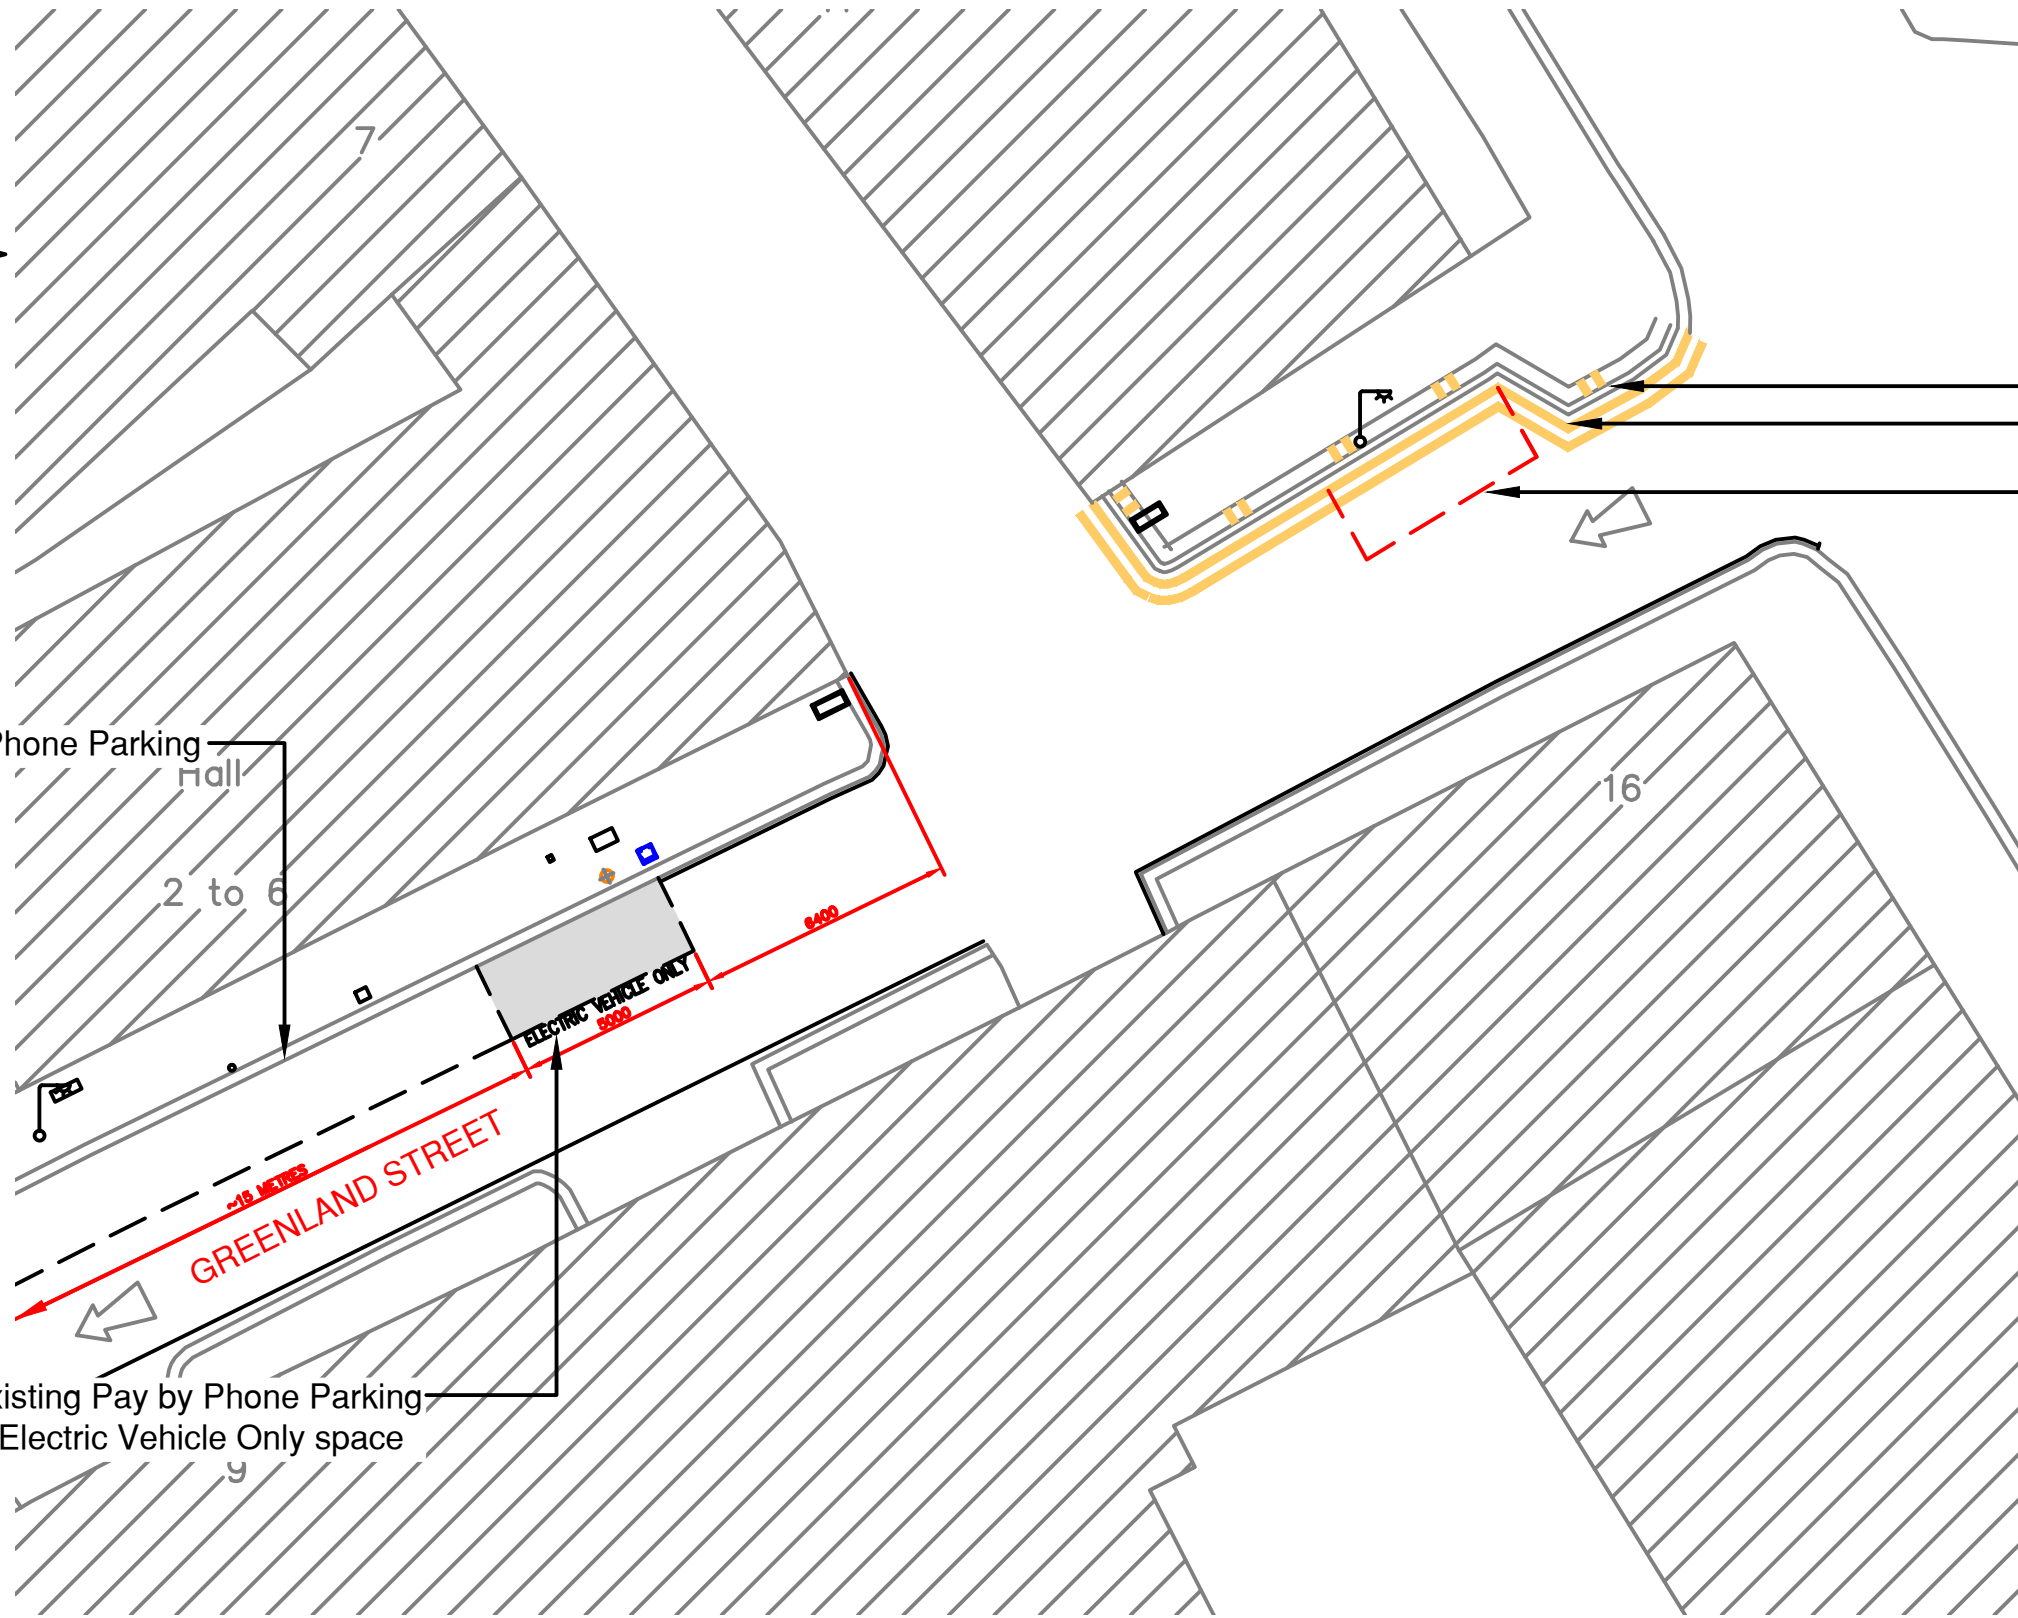 7
Phone Parking
Hall
16
2 to 6
6400
ELECTRIC VEHICLE ONLY
5000
~15 METRES
GREENLAND STREET
xisting Pay by Phone Parking
Electric Vehicle Only space
9